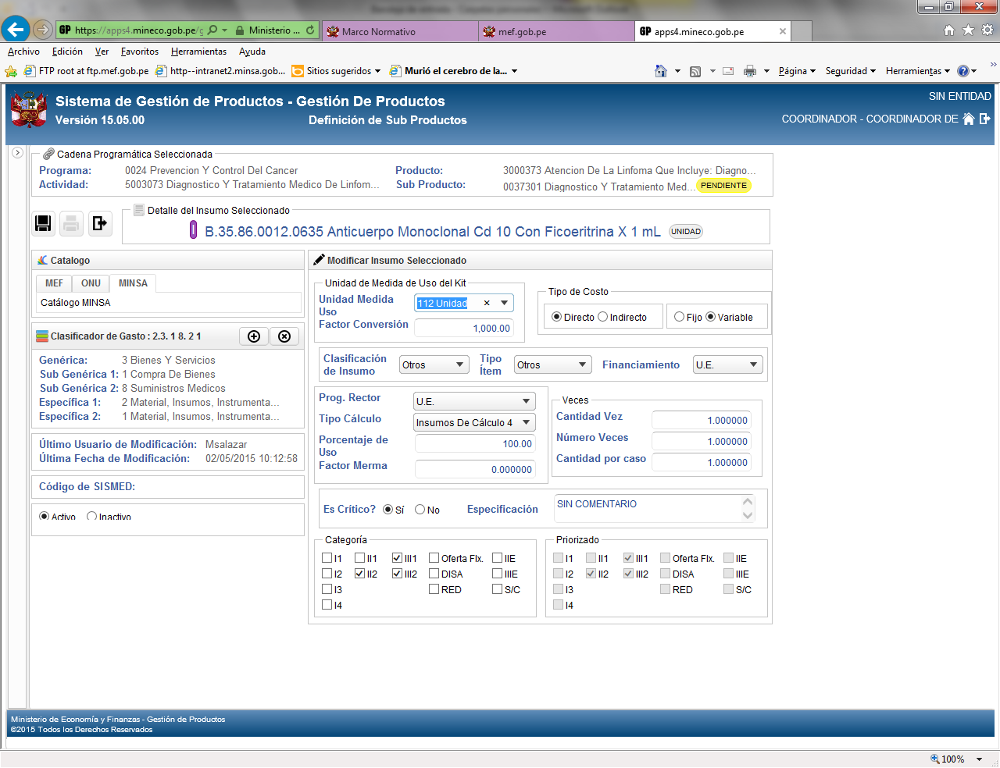 https://apps4.mineco.gob.pe/g
Ministerio ...
Marco Normativo
mef.gob.pe
GP apps4.mineco.gob.pe
Archivo Edición Ver Favoritos Herramientas Ayuda
FTP root at ftp.mef.gob.pe http--intranet2.minsa.gob... Sitios sugeridos Murió el cerebro de la... Página Seguridad Herramientas
Sistema de Gestión de Productos - Gestión De Productos
SIN ENTIDAD
Versión 15.05.00 Definición de Sub Productos
COORDINADOR - COORDINADOR DE
Cadena Programática Seleccionada
Programa: 0024 Prevencion Y Control Del Cancer Producto: 3000373 Atencion De La Linfoma Que Incluye: Diagno...
Actividad: 5003073 Diagnostico Y Tratamiento Medico De Linfom... Sub Producto: 0037301 Diagnostico Y Tratamiento Med... PENDIENTE
Detalle del Insumo Seleccionado
I B.35.86.0012.0635 Anticuerpo Monoclonal Cd 10 Con Ficoeritrina X 1 mL UNIDAD
Catalogo
MEF ONU MINSA
Catálogo MINSA
Clasificador de Gasto : 2.3. 1 8. 2 1
Genérica: 3 Bienes Y Servicios
Sub Genérica 1: 1 Compra De Bienes
Sub Genérica 2: 8 Suministros Medicos
Específica 1: 2 Material, Insumos, Instrumenta...
Específica 2: 1 Material, Insumos, Instrumenta...
Último Usuario de Modificación: Msalazar
Última Fecha de Modificación: 02/05/2015 10:12:58
Código de SISMED:
Activo Inactivo
Modificar Insumo Seleccionado
Unidad de Medida de Uso del Kit
Unidad Medida Uso 112 Unidad
Factor Conversión 1,000.00
Tipo de Costo
Directo Indirecto Fijo Variable
Clasificación de Insumo Otros Tipo Ítem Otros Financiamiento U.E.
Prog. Rector U.E.
Tipo Cálculo Insumos De Cálculo 4
Porcentaje de Uso 100.00
Factor Merma 0.000000
Veces
Cantidad Vez 1.000000
Número Veces 1.000000
Cantidad por caso 1.000000
Es Crítico? Sí No Especificación SIN COMENTARIO
Categoría
I1 II1 III1 Oferta Flx. IIE
I2 II2 III2 DISA IIIE
I3 RED S/C
I4
Priorizado
I1 II1 III1 Oferta Flx. IIE
I2 II2 III2 DISA IIIE
I3 RED S/C
I4
Ministerio de Economía y Finanzas - Gestión de Productos
©2015 Todos los Derechos Reservados
100%